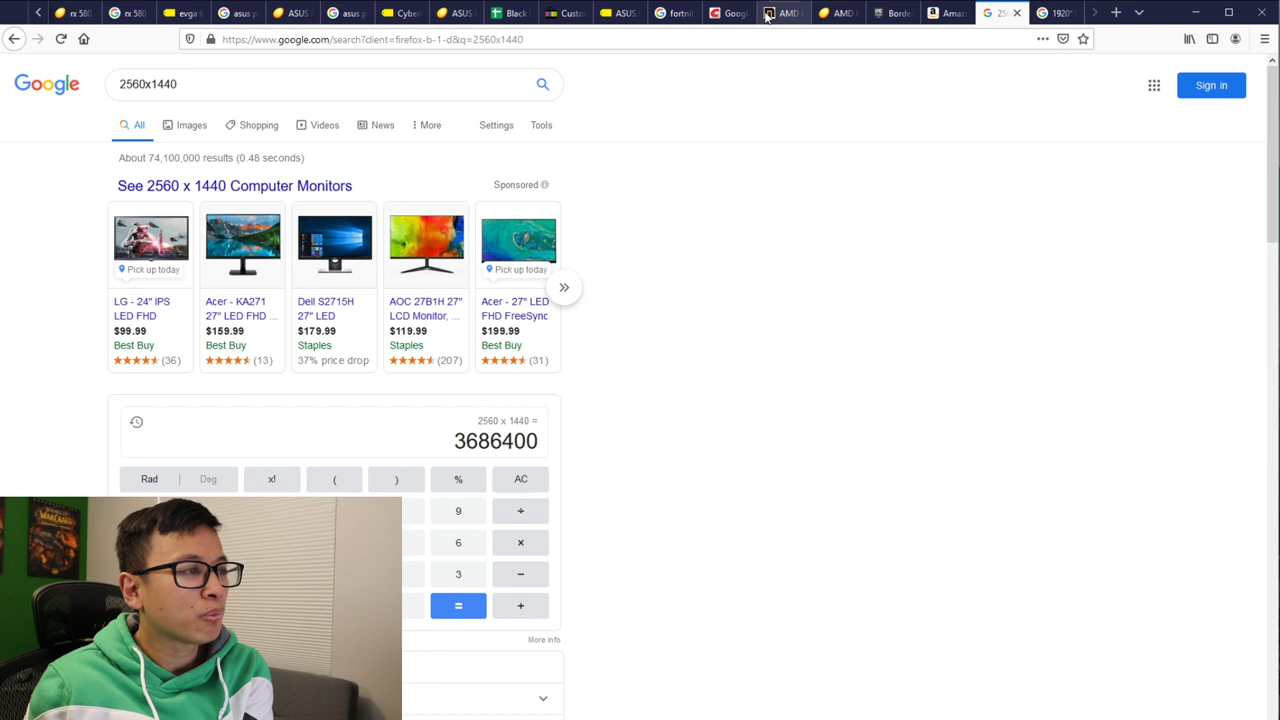 rx 580
rx 580
evga
asus p
ASUS
asus p
Cyber
ASUS
Black
Custo
ASUS
fortnit
Googl
AMD
AMD
Borde
Amaz
25
1920*
https://www.google.com/search?client=firefox-b-1-d&q=2560x1440
Google
2560x1440
Sign in
All
Images
Shopping
Videos
News
More
Settings
Tools
About 74,100,000 results (0.48 seconds)
See 2560 x 1440 Computer Monitors
Sponsored
Pick up today
Pick up today
LG - 24" IPS
LED FHD
$99.99
Best Buy
(36)
Acer - KA271
27" LED FHD ...
$159.99
Best Buy
(13)
Dell S2715H
27" LED
$179.99
Staples
37% price drop
AOC 27B1H 27"
LCD Monitor, ...
$119.99
Staples
(207)
Acer - 27" LED
FHD FreeSync
$199.99
Best Buy
(31)
2560 x 1440 =
3686400
Rad
Deg
x!
(
)
%
AC
9
÷
6
×
3
−
=
+
More info
WARCRAFT